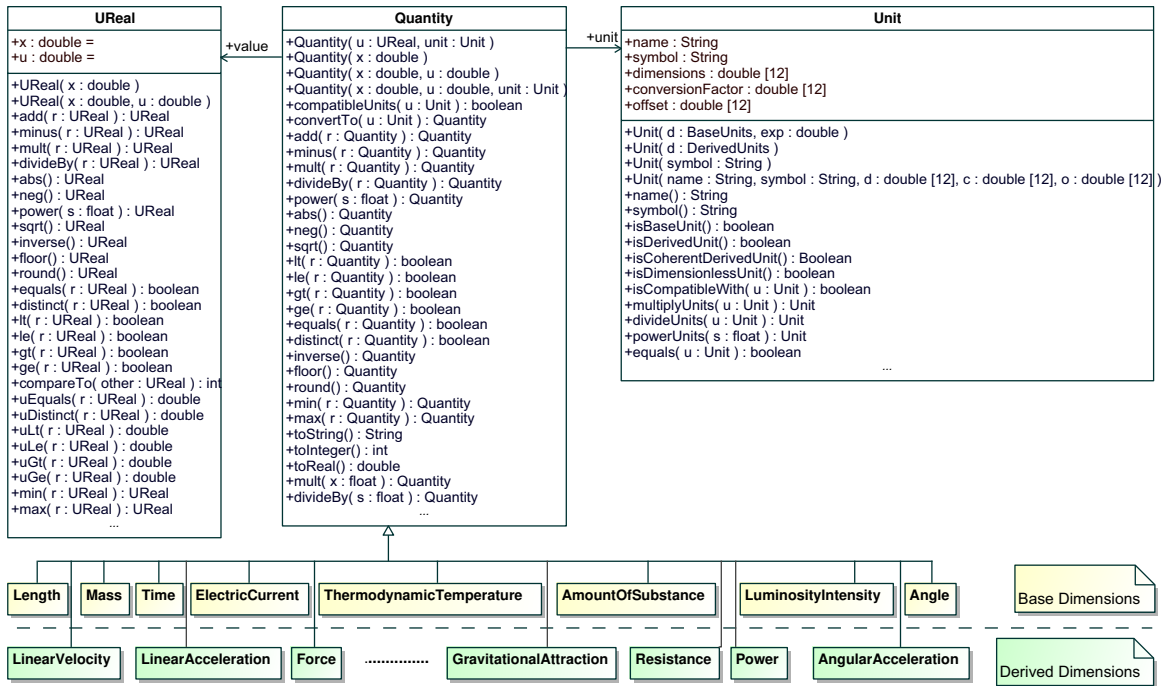 UReal
+x : double =
+u : double =
+UReal( x : double )
+UReal( x : double, u : double )
+add( r : UReal ) : UReal
+minus( r : UReal ) : UReal
+mult( r : UReal ) : UReal
+divideBy( r : UReal ) : UReal
+abs() : UReal
+neg() : UReal
+power( s : float ) : UReal
+sqrt() : UReal
+inverse() : UReal
+floor() : UReal
+round() : UReal
+equals( r : UReal ) : boolean
+distinct( r : UReal ) : boolean
+lt( r : UReal ) : boolean
+le( r : UReal ) : boolean
+gt( r : UReal ) : boolean
+ge( r : UReal ) : boolean
+compareTo( other : UReal ) : int
+uEquals( r : UReal ) : double
+uDistinct( r : UReal ) : double
+uLt( r : UReal ) : double
+uLe( r : UReal ) : double
+uGt( r : UReal ) : double
+uGe( r : UReal ) : double
+min( r : UReal ) : UReal
+max( r : UReal ) : UReal
...
+value
Quantity
+Quantity( u : UReal, unit : Unit )
+Quantity( x : double )
+Quantity( x : double, u : double )
+Quantity( x : double, u : double, unit : Unit )
+compatibleUnits( u : Unit ) : boolean
+convertTo( u : Unit ) : Quantity
+add( r : Quantity ) : Quantity
+minus( r : Quantity ) : Quantity
+mult( r : Quantity ) : Quantity
+divideBy( r : Quantity ) : Quantity
+power( s : float ) : Quantity
+abs() : Quantity
+neg() : Quantity
+sqrt() : Quantity
+lt( r : Quantity ) : boolean
+le( r : Quantity ) : boolean
+gt( r : Quantity ) : boolean
+ge( r : Quantity ) : boolean
+equals( r : Quantity ) : boolean
+distinct( r : Quantity ) : boolean
+inverse() : Quantity
+floor() : Quantity
+round() : Quantity
+min( r : Quantity ) : Quantity
+max( r : Quantity ) : Quantity
+toString() : String
+toInteger() : int
+toReal() : double
+mult( x : float ) : Quantity
+divideBy( s : float ) : Quantity
...
+unit
Unit
+name : String
+symbol : String
+dimensions : double [12]
+conversionFactor : double [12]
+offset : double [12]
+Unit( d : BaseUnits, exp : double )
+Unit( d : DerivedUnits )
+Unit( symbol : String )
+Unit( name : String, symbol : String, d : double [12], c : double [12], o : double [12] )
+name() : String
+symbol() : String
+isBaseUnit() : boolean
+isDerivedUnit() : boolean
+isCoherentDerivedUnit() : Boolean
+isDimensionlessUnit() : boolean
+isCompatibleWith( u : Unit ) : boolean
+multiplyUnits( u : Unit ) : Unit
+divideUnits( u : Unit ) : Unit
+powerUnits( s : float ) : Unit
+equals( u : Unit ) : boolean
...
Length
Mass
Time
ElectricCurrent
ThermodynamicTemperature
AmountOfSubstance
LuminosityIntensity
Angle
Base Dimensions
LinearVelocity
LinearAcceleration
Force
...............
GravitationalAttraction
Resistance
Power
AngularAcceleration
Derived Dimensions